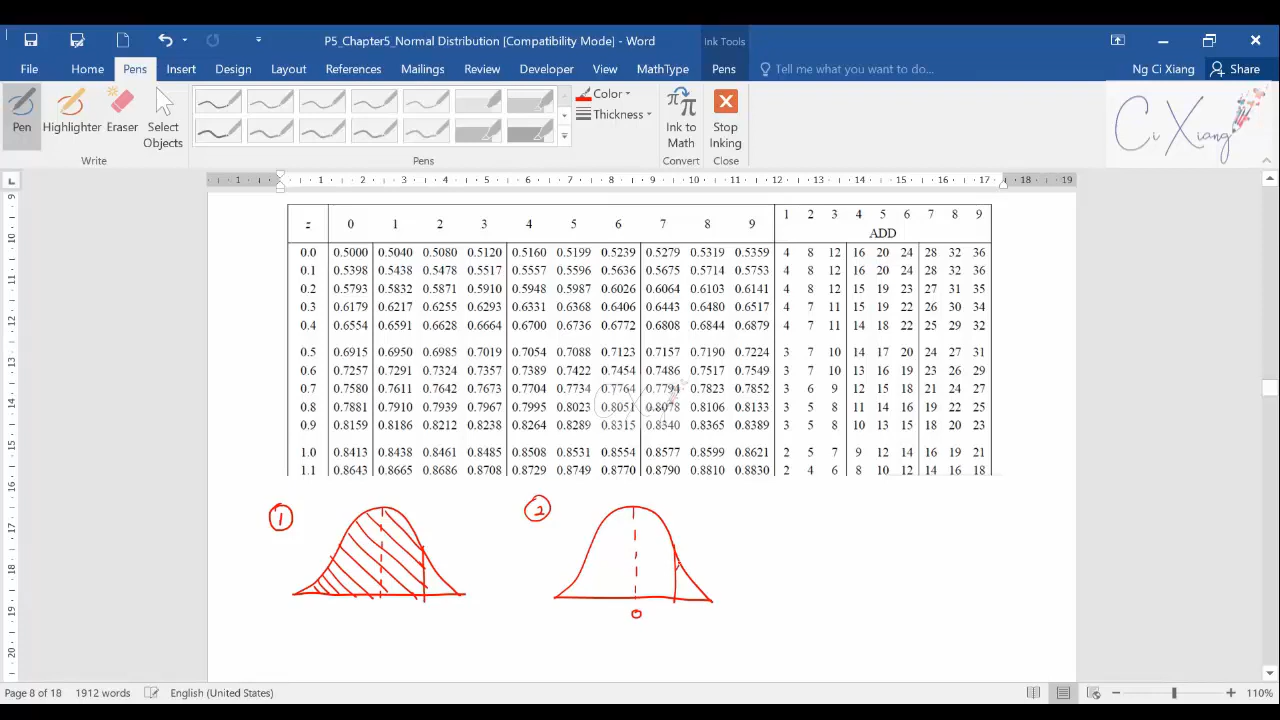 P5_Chapter5_Normal Distribution [Compatibility Mode] - Word
Ink Tools
File Home Pens Insert Design Layout References Mailings Review Developer View MathType Pens Tell me what you want to do... Ng Ci Xiang Share
Pen Highlighter Eraser Select Objects
Color
Thickness
Ink to Math
Stop Inking
Write Pens Convert Close
Ci Xiang
1 1 2 3 4 5 6 7 8 9 10 11 12 13 14 15 16 17 18 19
z 0 1 2 3 4 5 6 7 8 9 1 2 3 4 5 6 7 8 9
ADD
0.0 0.5000 0.5040 0.5080 0.5120 0.5160 0.5199 0.5239 0.5279 0.5319 0.5359 4 8 12 16 20 24 28 32 36
0.1 0.5398 0.5438 0.5478 0.5517 0.5557 0.5596 0.5636 0.5675 0.5714 0.5753 4 8 12 16 20 24 28 32 36
0.2 0.5793 0.5832 0.5871 0.5910 0.5948 0.5987 0.6026 0.6064 0.6103 0.6141 4 8 12 15 19 23 27 31 35
0.3 0.6179 0.6217 0.6255 0.6293 0.6331 0.6368 0.6406 0.6443 0.6480 0.6517 4 7 11 15 19 22 26 30 34
0.4 0.6554 0.6591 0.6628 0.6664 0.6700 0.6736 0.6772 0.6808 0.6844 0.6879 4 7 11 14 18 22 25 29 32
0.5 0.6915 0.6950 0.6985 0.7019 0.7054 0.7088 0.7123 0.7157 0.7190 0.7224 3 7 10 14 17 20 24 27 31
0.6 0.7257 0.7291 0.7324 0.7357 0.7389 0.7422 0.7454 0.7486 0.7517 0.7549 3 7 10 13 16 19 23 26 29
0.7 0.7580 0.7611 0.7642 0.7673 0.7704 0.7734 0.7764 0.7794 0.7823 0.7852 3 6 9 12 15 18 21 24 27
0.8 0.7881 0.7910 0.7939 0.7967 0.7995 0.8023 0.8051 0.8078 0.8106 0.8133 3 5 8 11 14 16 19 22 25
0.9 0.8159 0.8186 0.8212 0.8238 0.8264 0.8289 0.8315 0.8340 0.8365 0.8389 3 5 8 10 13 15 18 20 23
1.0 0.8413 0.8438 0.8461 0.8485 0.8508 0.8531 0.8554 0.8577 0.8599 0.8621 2 5 7 9 12 14 16 19 21
1.1 0.8643 0.8665 0.8686 0.8708 0.8729 0.8749 0.8770 0.8790 0.8810 0.8830 2 4 6 8 10 12 14 16 18
1 2
0
Page 8 of 18 1912 words English (United States) 110%